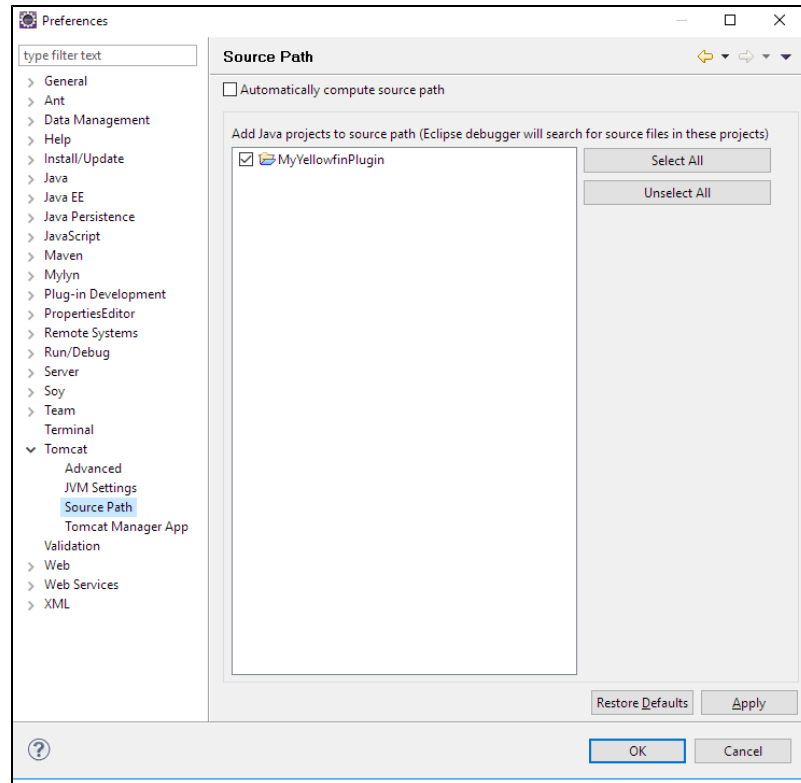 Preferences
type filter text
General
Ant
Data Management
Help
Install/Update
Java
Java EE
Java Persistence
JavaScript
Maven
Mylyn
Plug-in Development
PropertiesEditor
Remote Systems
Run/Debug
Server
Soy
Team
Terminal
Tomcat
Advanced
JVM Settings
Source Path
Tomcat Manager App
Validation
Web
Web Services
XML
Source Path
Automatically compute source path
Add Java projects to source path (Eclipse debugger will search for source files in these projects)
MyYellowfinPlugin
Select All
Unselect All
Restore Defaults
Apply
?
OK
Cancel